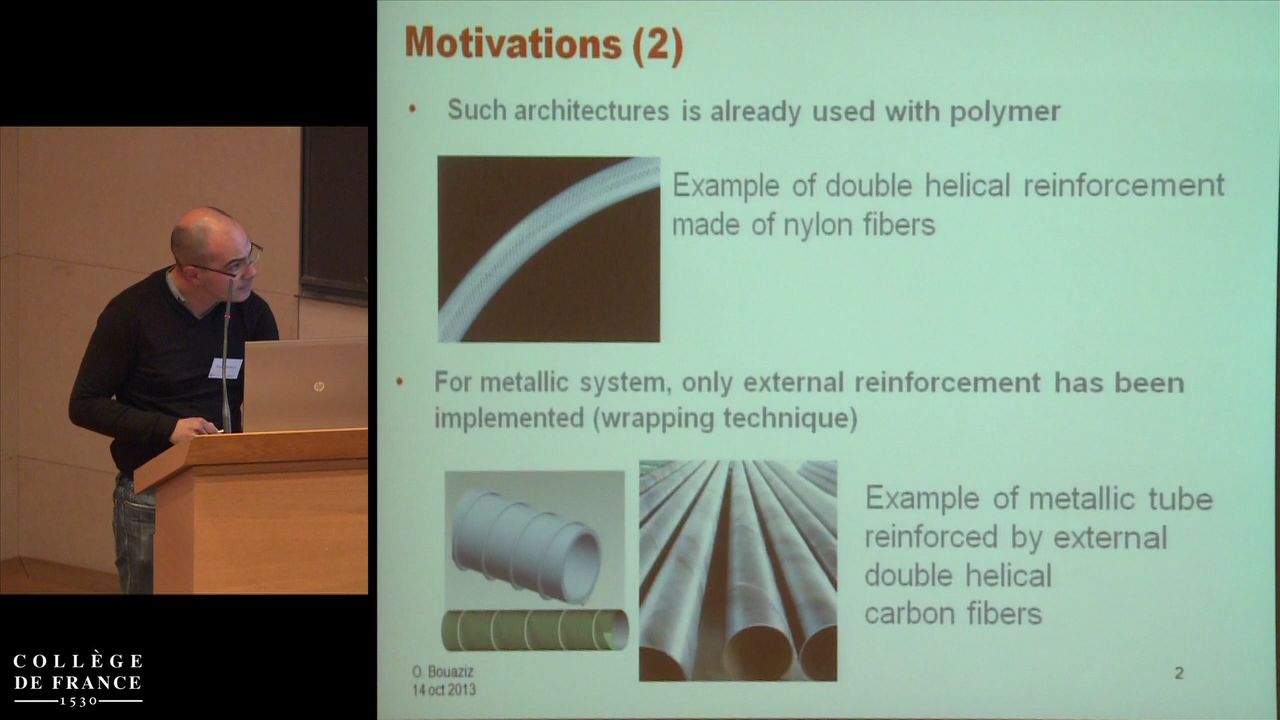 Motivations (2)
• Such architectures is already used with polymer
Example of double helical reinforcement
made of nylon fibers
• For metallic system, only external reinforcement has been
implemented (wrapping technique)
Example of metallic tube
reinforced by external
double helical
carbon fibers
O. Bouaziz
14 oct 2013
2
hp
COLLÈGE
DE FRANCE
1530